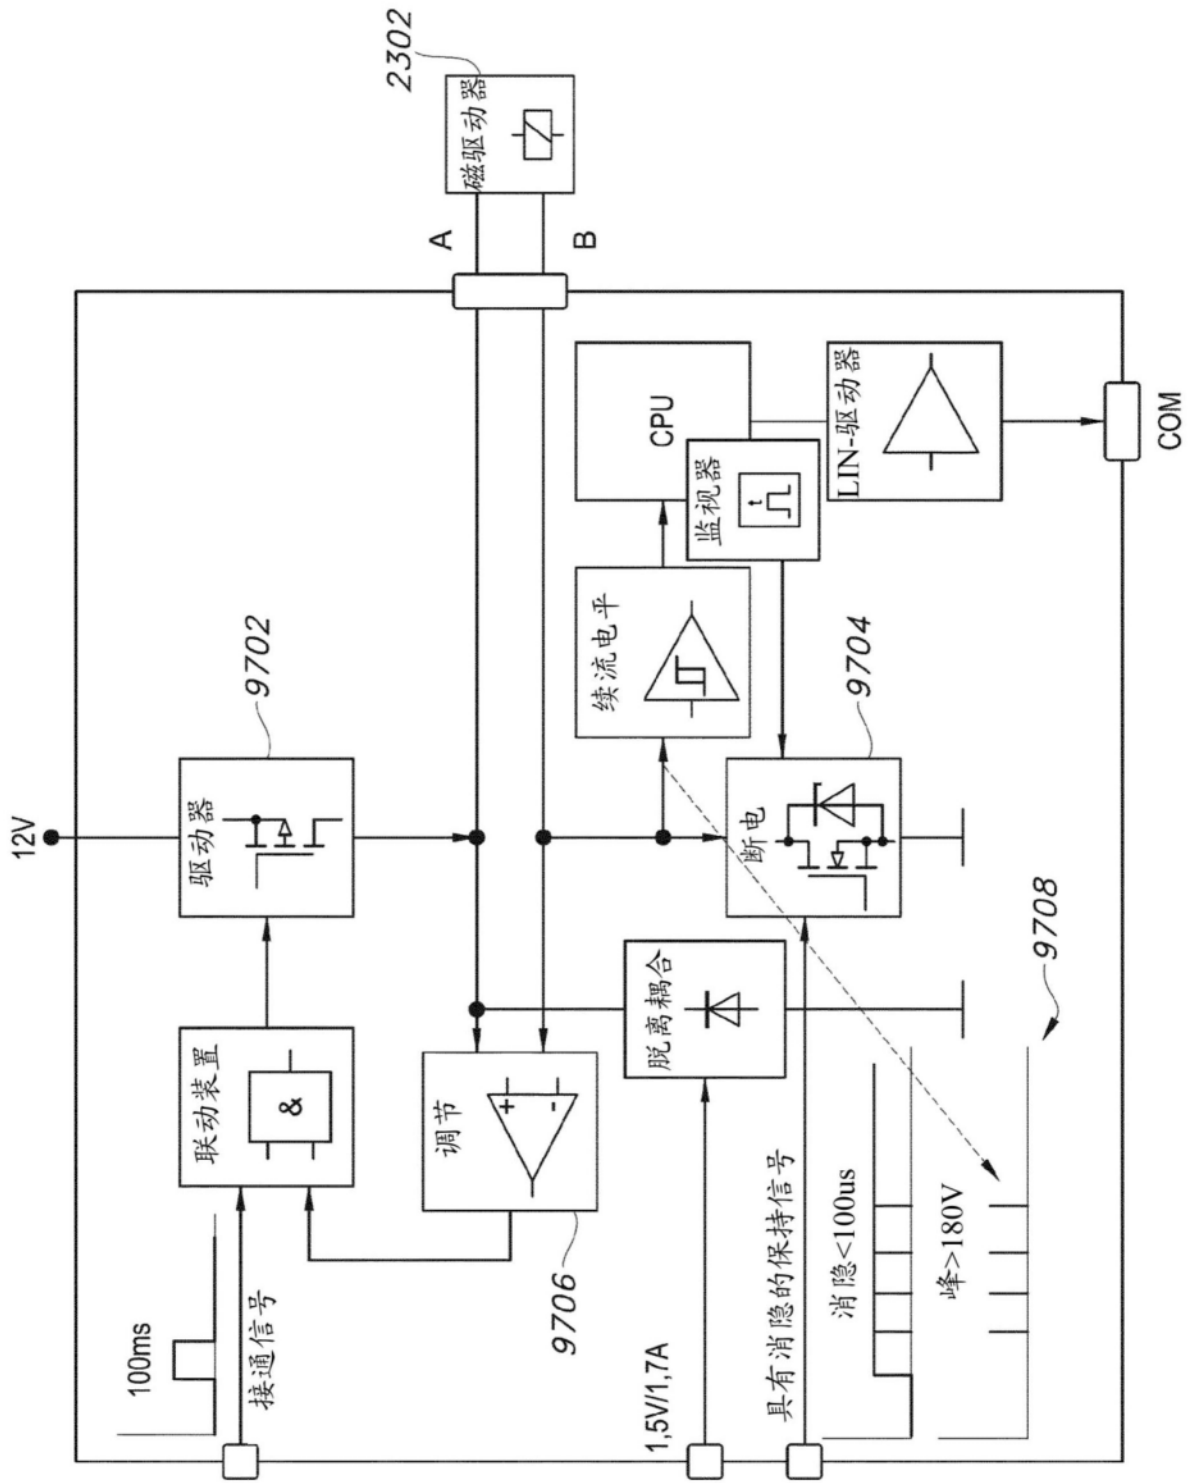 12V
2302
磁驱动器
A
B
驱动器
9702
联动装置
&
100ms
接通信号
调节
+
-
9706
CPU
监视器
t
LIN-驱动器
COM
续流电平
断电
9704
脱离耦合
1,5V/1,7A
具有消隐的保持信号
消隐<100us
峰>180V
9708